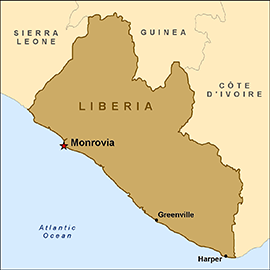 SIERRA
LEONE
GUINEA
LIBERIA
CÔTE
D'IVOIRE
Monrovia
Greenville
Atlantic
Ocean
Harper